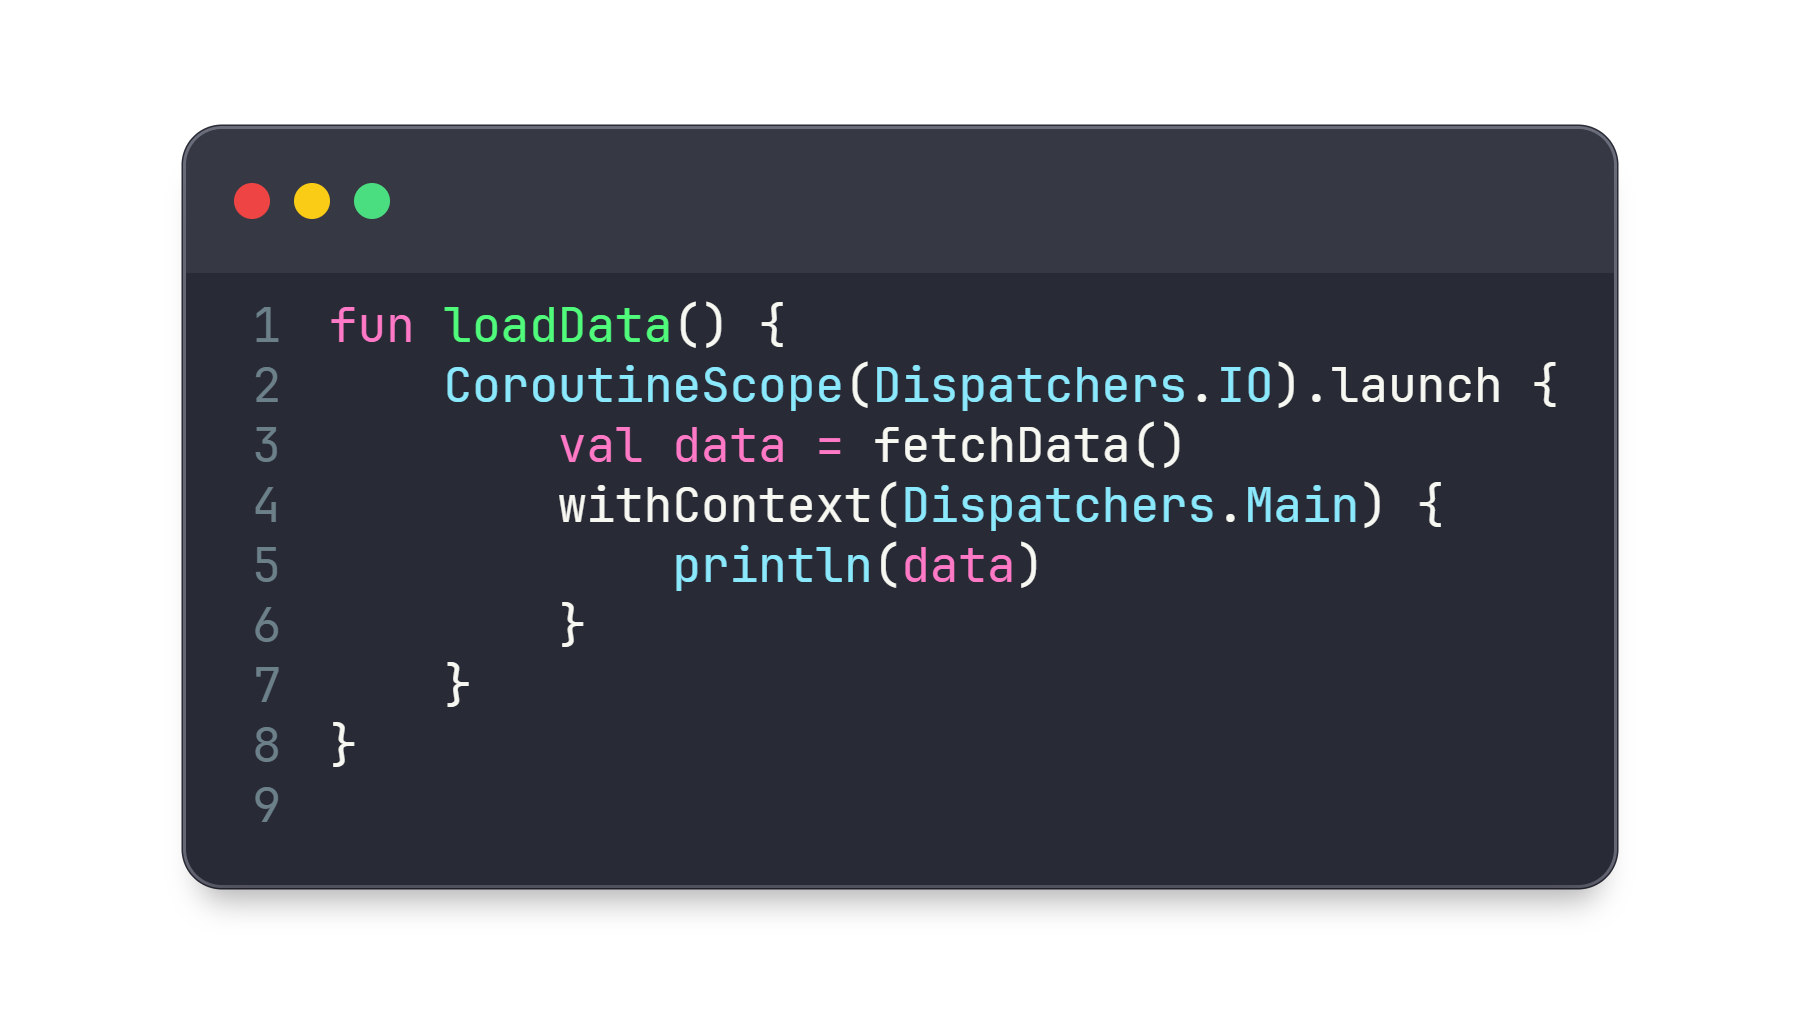 1 fun loadData() {
2     CoroutineScope(Dispatchers.IO).launch {
3         val data = fetchData()
4         withContext(Dispatchers.Main) {
5             println(data)
6         }
7     }
8 }
9